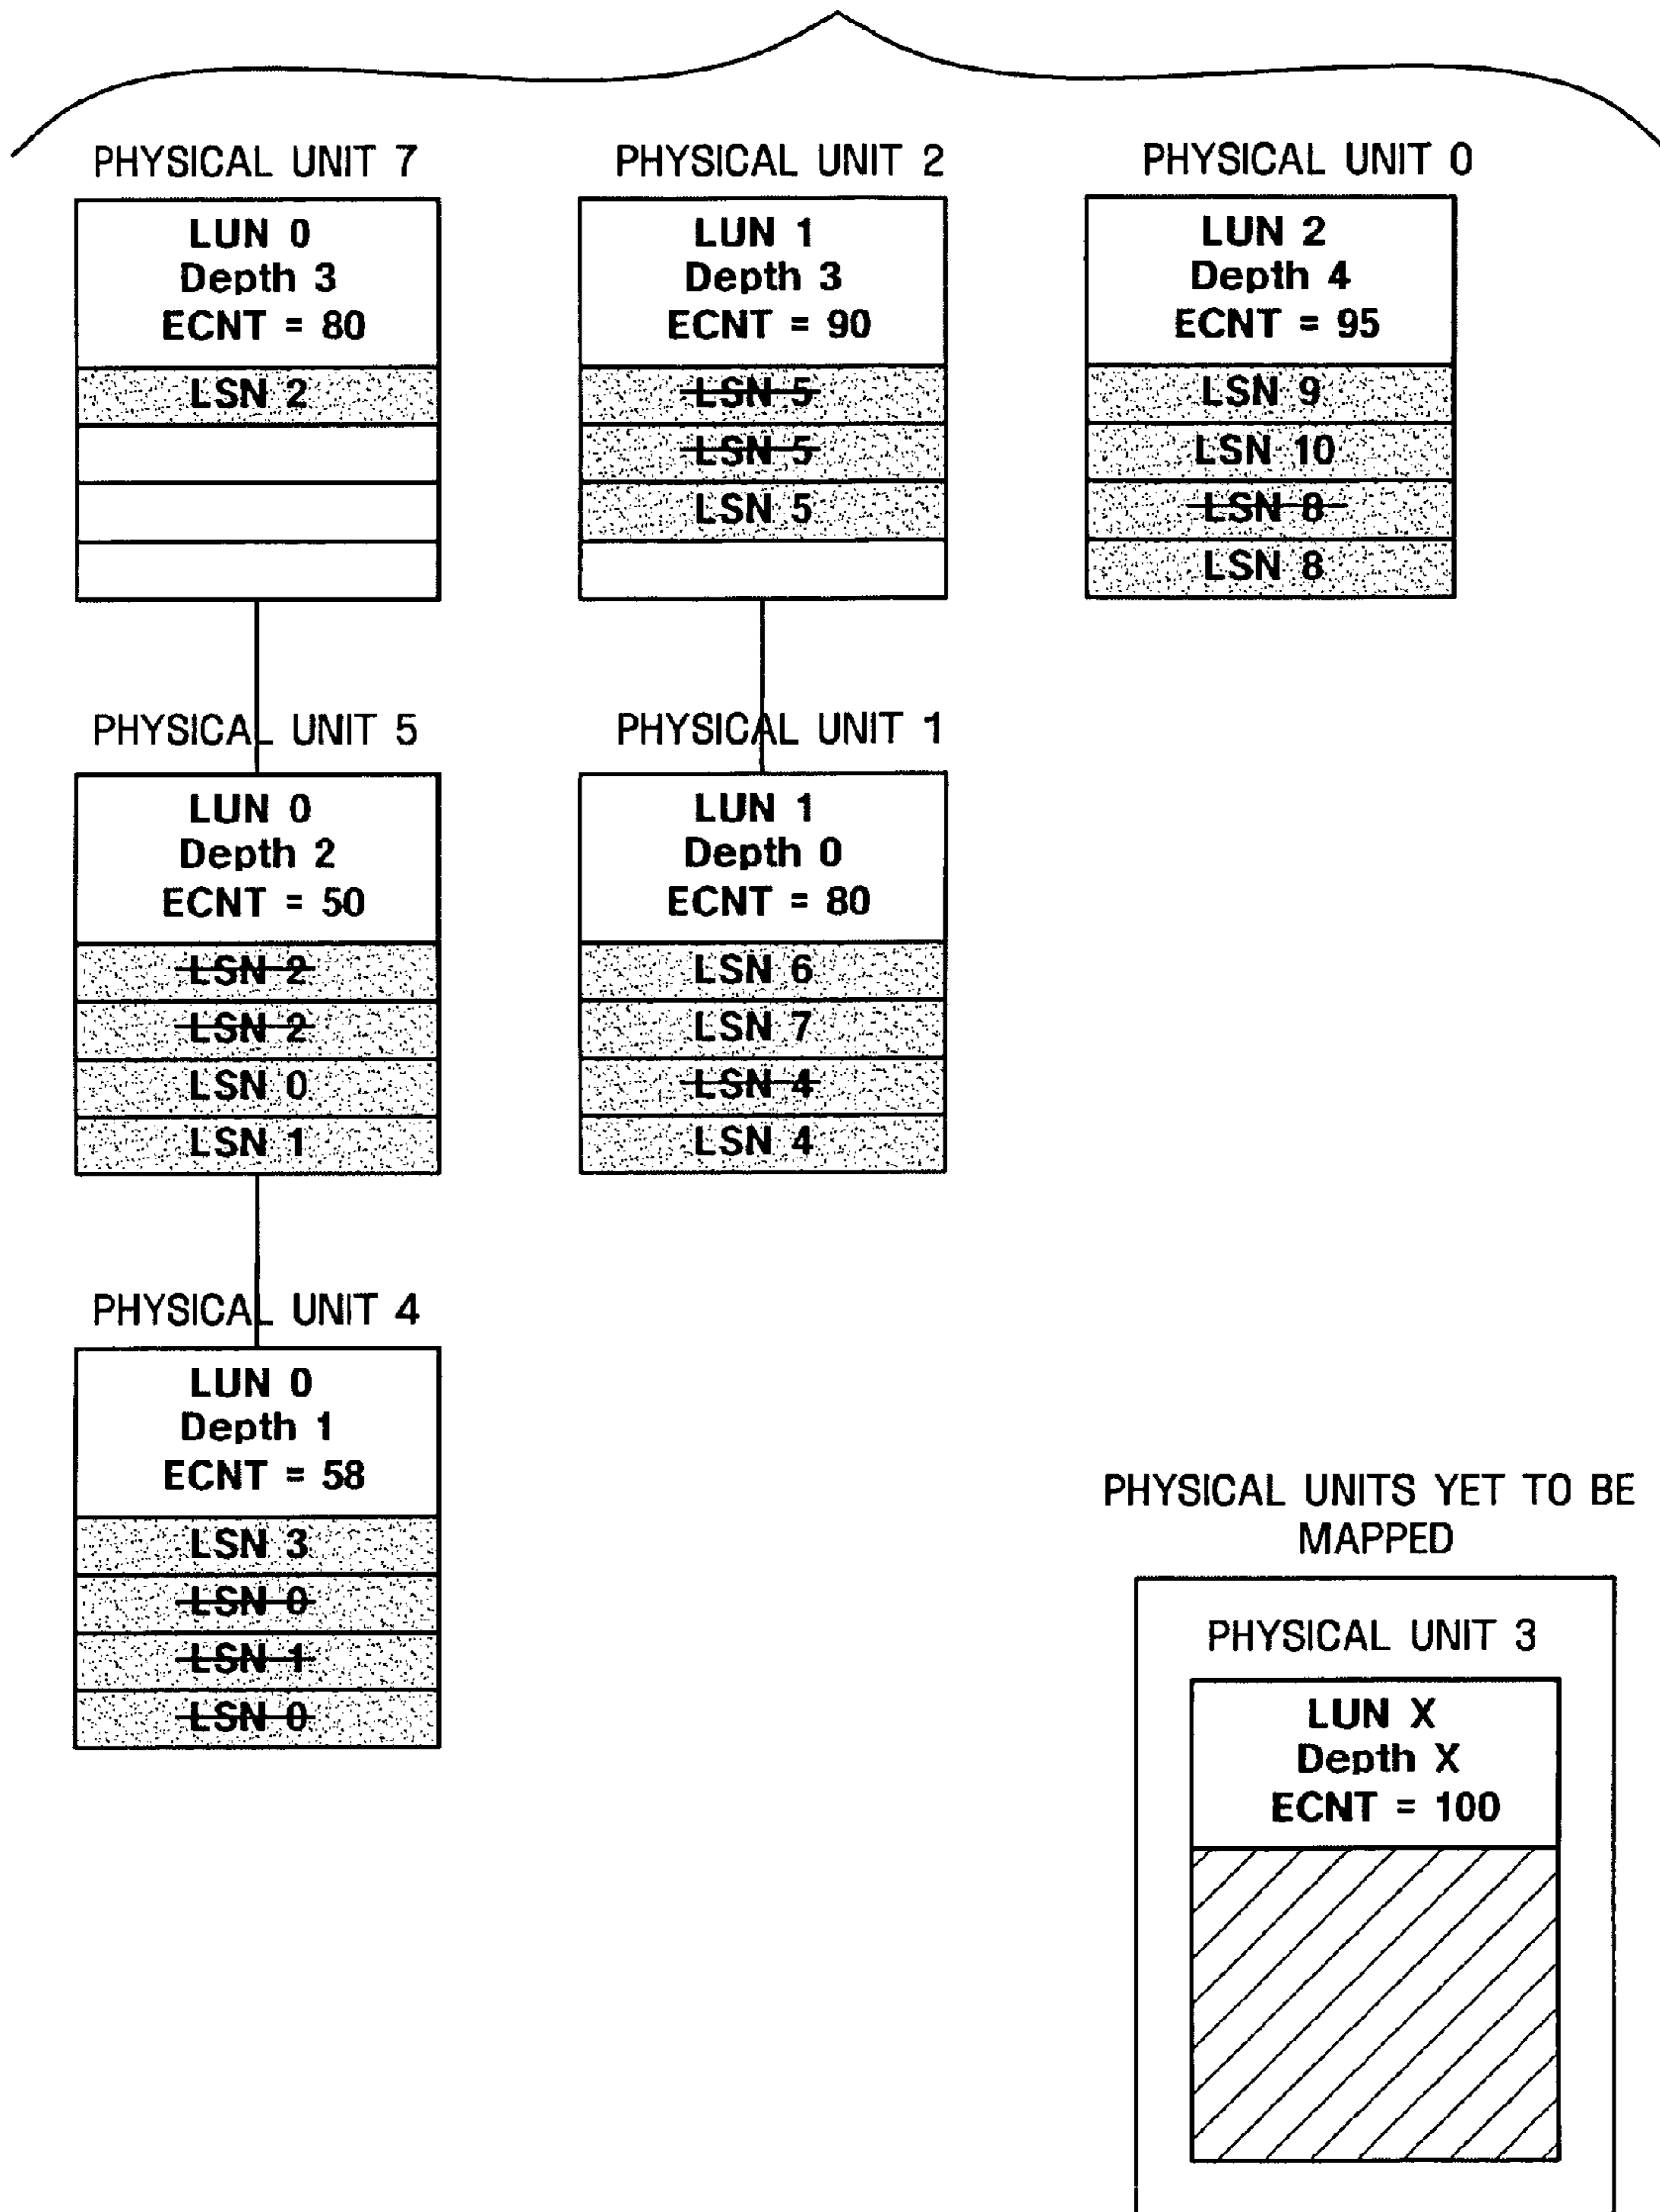 PHYSICAL UNIT 7
LUN 0
Depth 3
ECNT = 80
LSN 2
PHYSICAL UNIT 2
LUN 1
Depth 3
ECNT = 90
LSN 5
LSN 5
LSN 5
PHYSICAL UNIT 0
LUN 2
Depth 4
ECNT = 95
LSN 9
LSN 10
LSN 8
LSN 8
PHYSICAL UNIT 5
LUN 0
Depth 2
ECNT = 50
LSN 2
LSN 2
LSN 0
LSN 1
PHYSICAL UNIT 1
LUN 1
Depth 0
ECNT = 80
LSN 6
LSN 7
LSN 4
LSN 4
PHYSICAL UNIT 4
LUN 0
Depth 1
ECNT = 58
LSN 3
LSN 0
LSN 1
LSN 0
PHYSICAL UNITS YET TO BE
MAPPED
PHYSICAL UNIT 3
LUN X
Depth X
ECNT = 100